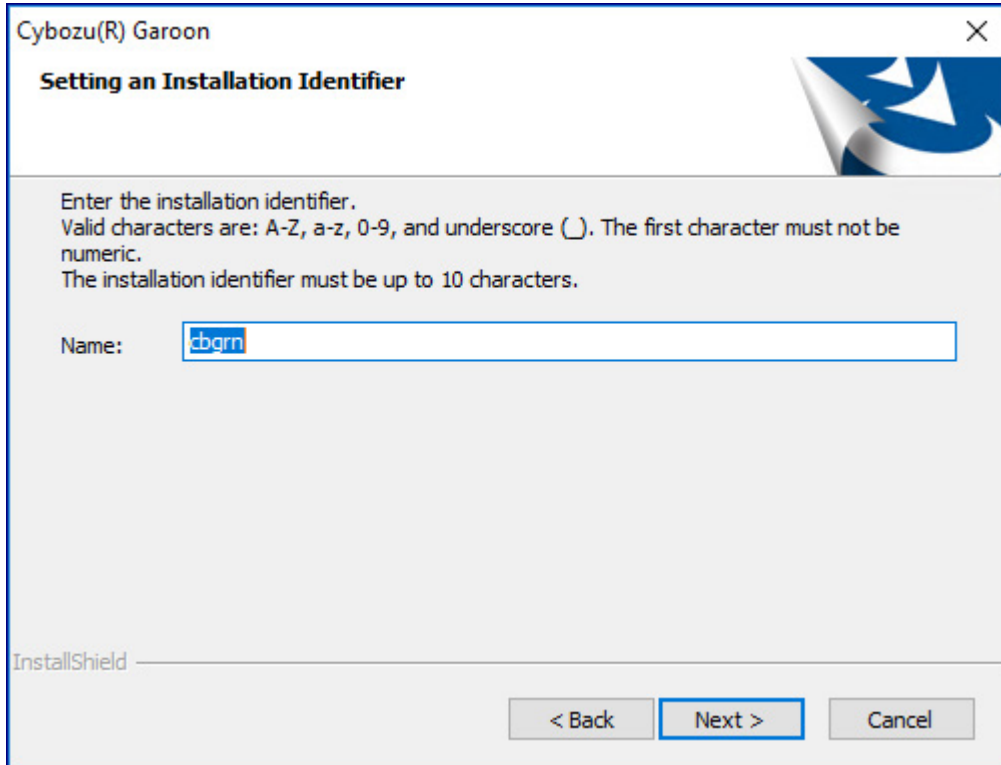 Cybozu(R) Garoon
Setting an Installation Identifier
Enter the installation identifier.
Valid characters are: A-Z, a-z, 0-9, and underscore (_). The first character must not be
numeric.
The installation identifier must be up to 10 characters.
Name: cbgrn
InstallShield
< Back Next > Cancel